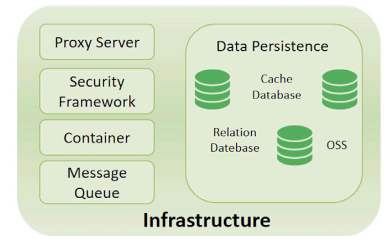 Proxy Server
Security
Framework
Container
Message
Queue
Data Persistence
Cache
Database
Relation
Datebase
OSS
Infrastructure